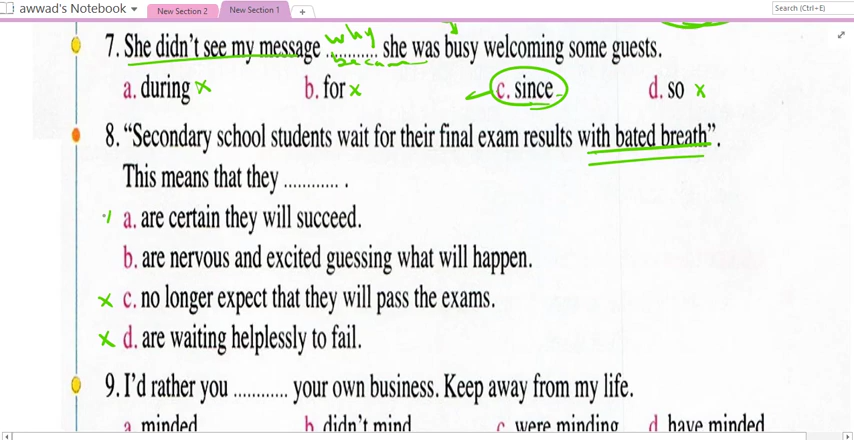 awwad's Notebook
New Section 2
New Section 1
+
Search (Ctrl+E)
why
7. She didn't see my message ............ she was busy welcoming some guests.
a. during x
b. for x
c. since
d. so x
8. “Secondary school students wait for their final exam results with bated breath”.
This means that they ............ .
a. are certain they will succeed.
b. are nervous and excited guessing what will happen.
x c. no longer expect that they will pass the exams.
x d. are waiting helplessly to fail.
9. I'd rather you ............ your own business. Keep away from my life.
a. minded
b. didn't mind
c. were minding
d. have minded